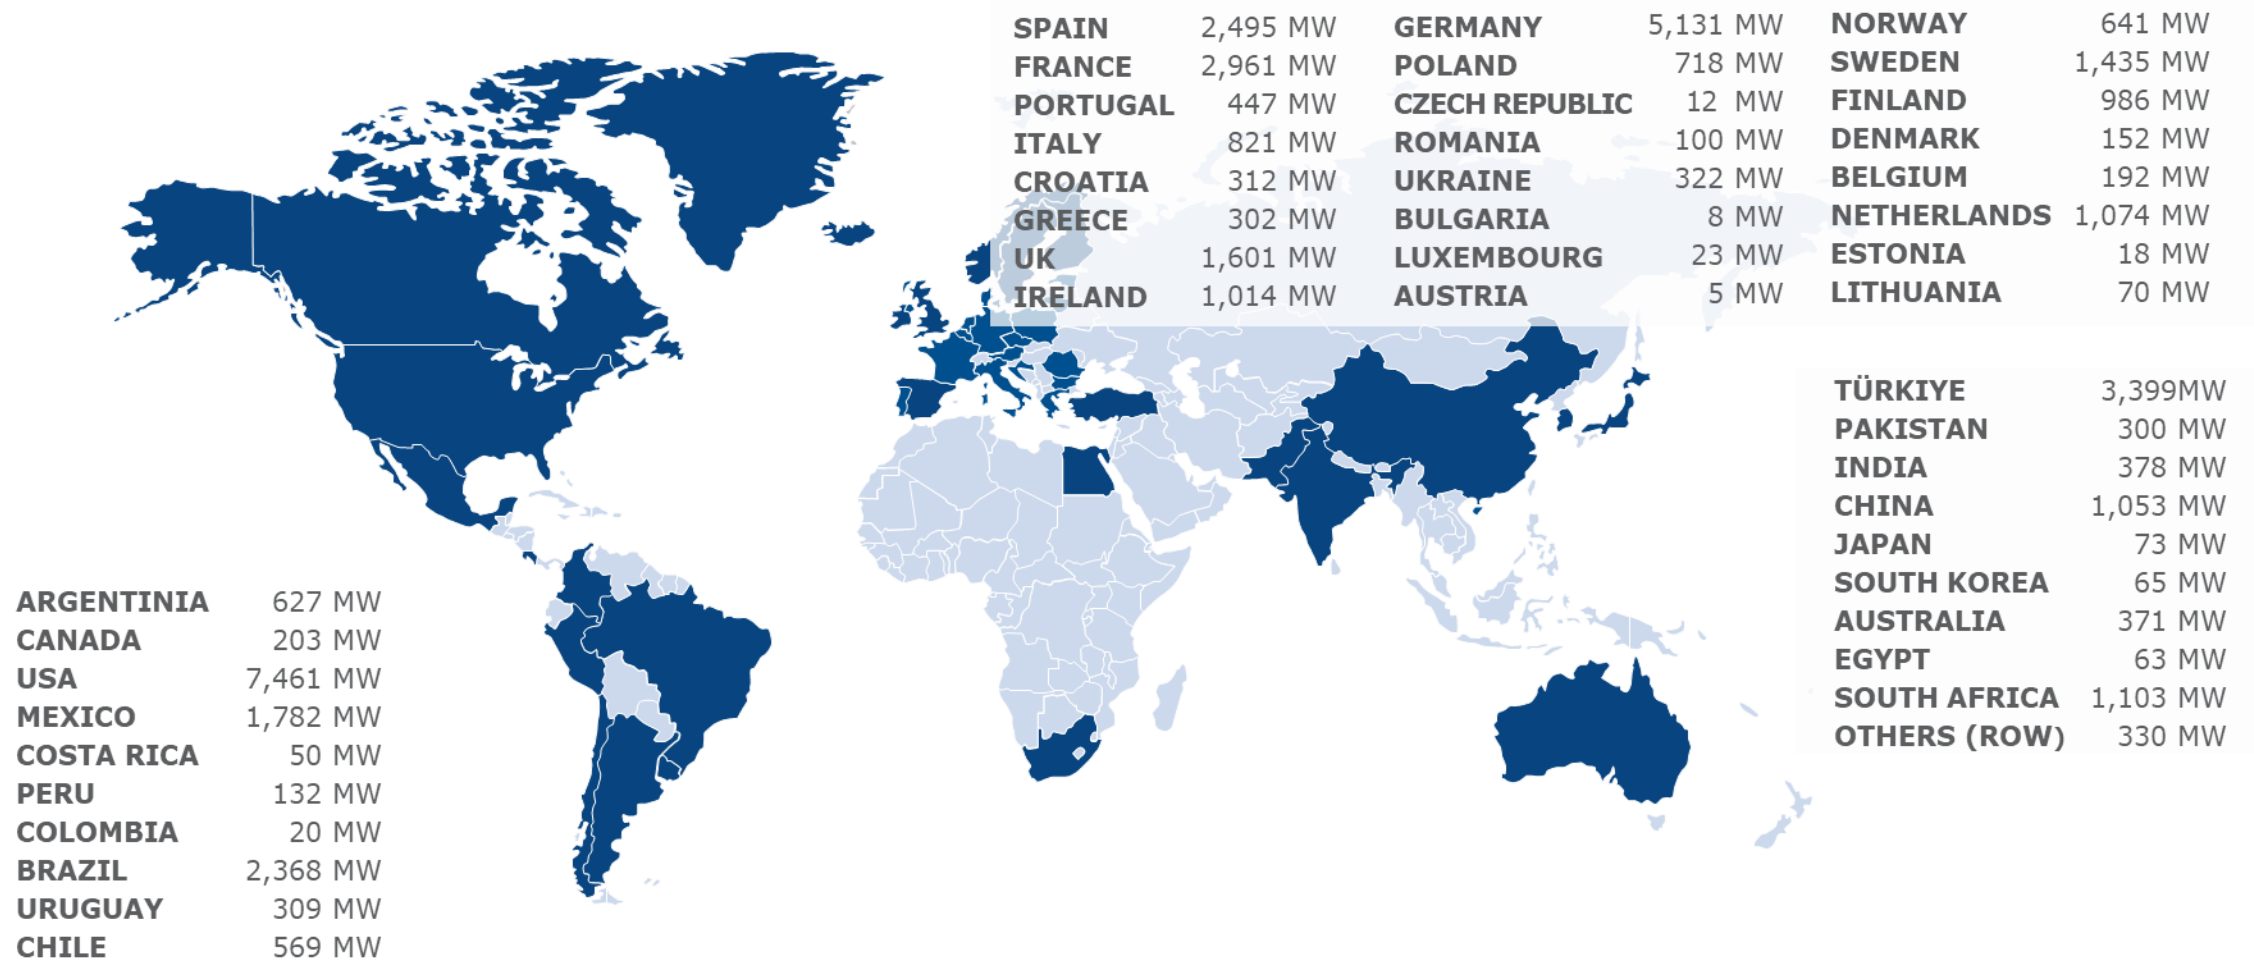 SPAIN 2,495 MW
FRANCE 2,961 MW
PORTUGAL 447 MW
ITALY 821 MW
CROATIA 312 MW
GREECE 302 MW
UK 1,601 MW
IRELAND 1,014 MW
GERMANY 5,131 MW
POLAND 718 MW
CZECH REPUBLIC 12 MW
ROMANIA 100 MW
UKRAINE 322 MW
BULGARIA 8 MW
LUXEMBOURG 23 MW
AUSTRIA 5 MW
NORWAY 641 MW
SWEDEN 1,435 MW
FINLAND 986 MW
DENMARK 152 MW
BELGIUM 192 MW
NETHERLANDS 1,074 MW
ESTONIA 18 MW
LITHUANIA 70 MW
TÜRKIYE 3,399MW
PAKISTAN 300 MW
INDIA 378 MW
CHINA 1,053 MW
JAPAN 73 MW
SOUTH KOREA 65 MW
AUSTRALIA 371 MW
EGYPT 63 MW
SOUTH AFRICA 1,103 MW
OTHERS (ROW) 330 MW
ARGENTINIA 627 MW
CANADA 203 MW
USA 7,461 MW
MEXICO 1,782 MW
COSTA RICA 50 MW
PERU 132 MW
COLOMBIA 20 MW
BRAZIL 2,368 MW
URUGUAY 309 MW
CHILE 569 MW